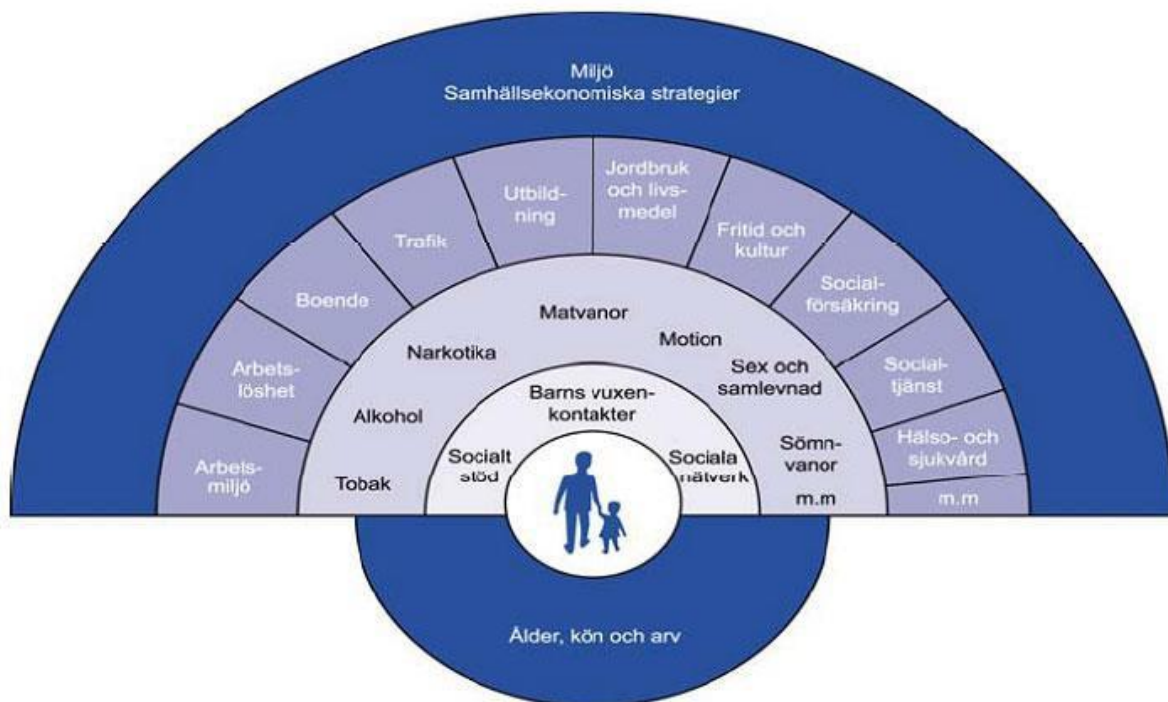 Miljö
Samhällsekonomiska strategier
Jordbruk
och livs-
medel
Utbild-
ning
Trafik
Fritid och
kultur
Boende
Social-
försäkring
Arbets-
löshet
Social-
tjänst
Arbets-
miljö
Hälso- och
sjukvård
m.m
Matvanor
Narkotika
Motion
Sex och
samlevnad
Alkohol
Sömn-
vanor
Tobak
m.m
Barns vuxen-
kontakter
Socialt
stöd
Sociala
nätverk
Ålder, kön och arv